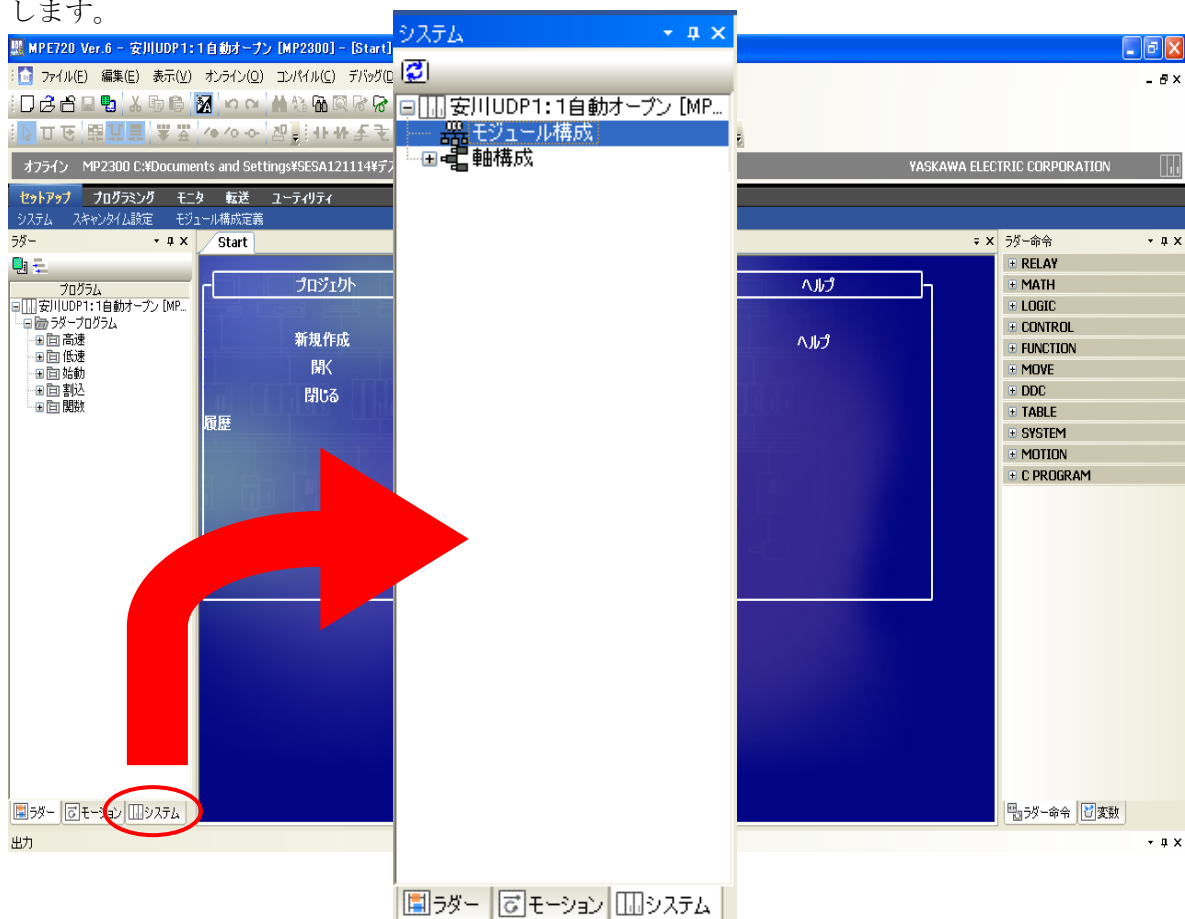 します。
MPE720 Ver.6 - 安川UDP1:1自動オープン [MP2300] - [Start]
ファイル(F) 編集(E) 表示(V) オンライン(O) コンパイル(C) デバッグ(D
オフライン MP2300 C:¥Documents and Settings¥SESA121114¥デ
YASKAWA ELECTRIC CORPORATION
セットアップ プログラミング モニタ 転送 ユーティリティ
システム スキャンタイム設定 モジュール構成定義
ラダー
プログラム
安川UDP1:1自動オープン [MP...
ラダープログラム
高速
低速
始動
割込
関数
ラダー モーション システム
出力
Start
プロジェクト
新規作成
開く
閉じる
履歴
システム
安川UDP1:1自動オープン [MP...
モジュール構成
軸構成
ラダー モーション システム
ヘルプ
ヘルプ
ラダー命令
RELAY
MATH
LOGIC
CONTROL
FUNCTION
MOVE
DDC
TABLE
SYSTEM
MOTION
C PROGRAM
ラダー命令 変数